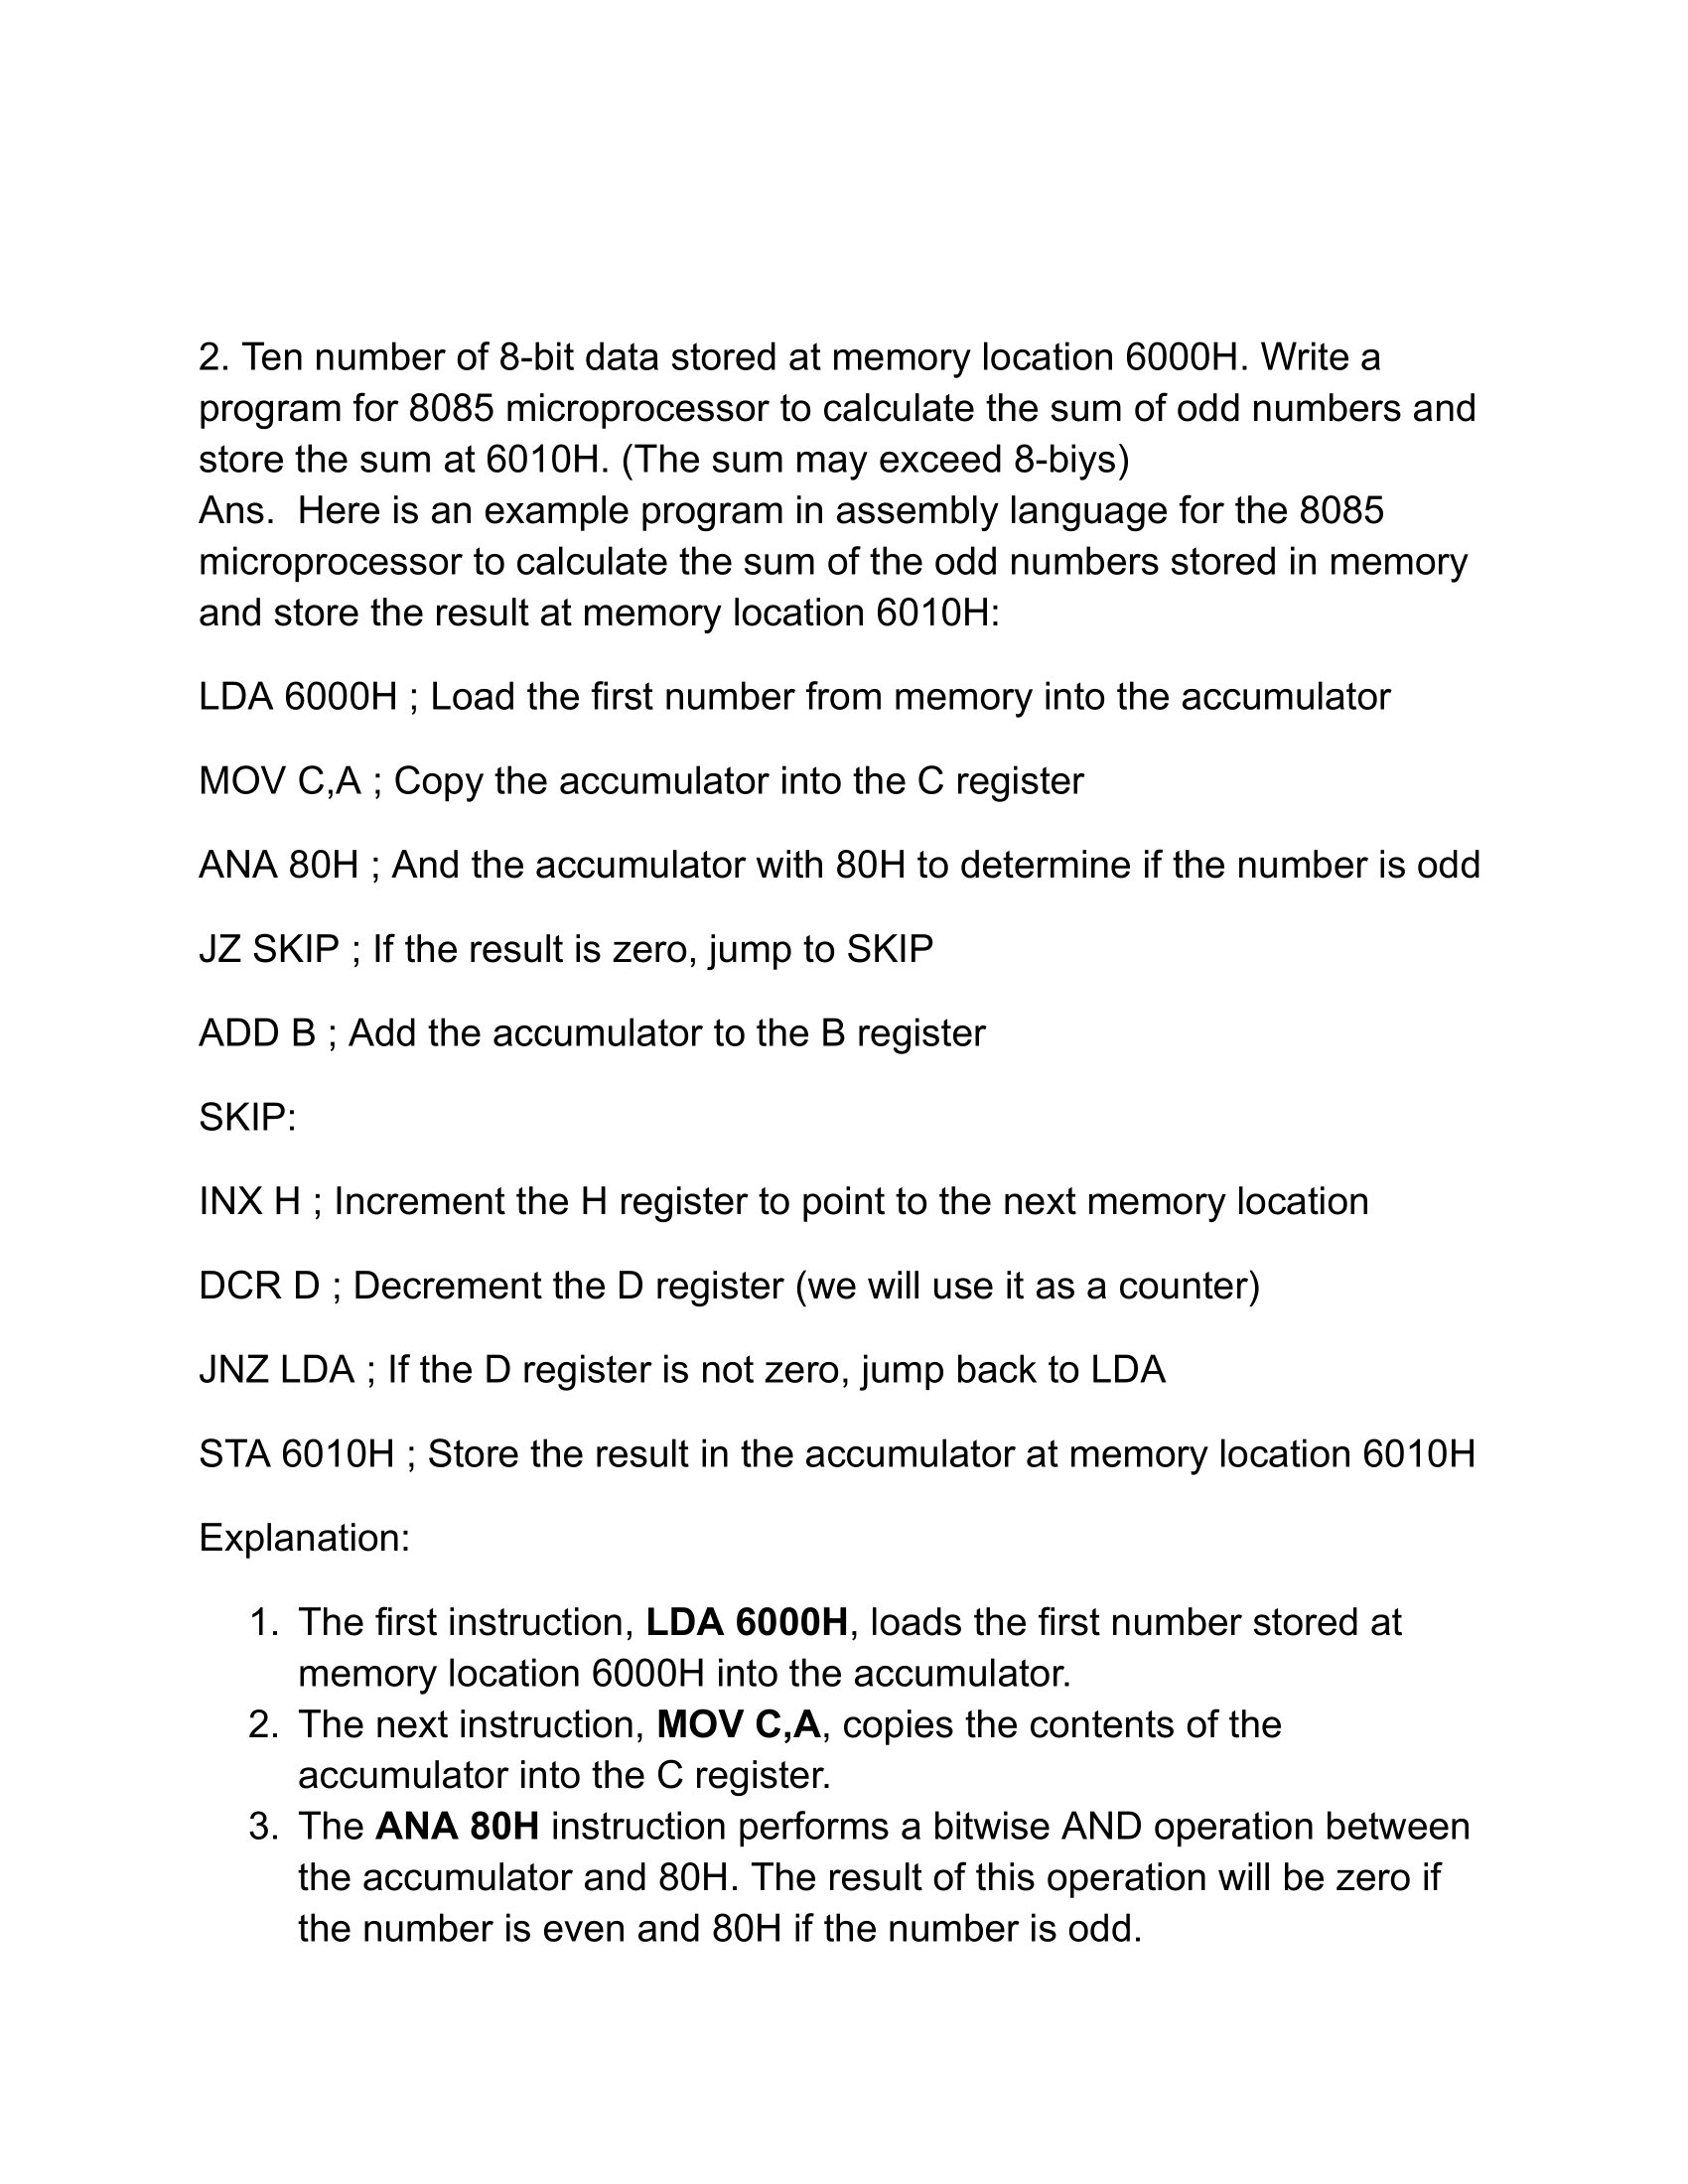 2. Ten number of 8-bit data stored at memory location 6000H. Write a
program for 8085 microprocessor to calculate the sum of odd numbers and
store the sum at 6010H. (The sum may exceed 8-biys)
Ans.  Here is an example program in assembly language for the 8085
microprocessor to calculate the sum of the odd numbers stored in memory
and store the result at memory location 6010H:
LDA 6000H ; Load the first number from memory into the accumulator
MOV C,A ; Copy the accumulator into the C register
ANA 80H ; And the accumulator with 80H to determine if the number is odd
JZ SKIP ; If the result is zero, jump to SKIP
ADD B ; Add the accumulator to the B register
SKIP:
INX H ; Increment the H register to point to the next memory location
DCR D ; Decrement the D register (we will use it as a counter)
JNZ LDA ; If the D register is not zero, jump back to LDA
STA 6010H ; Store the result in the accumulator at memory location 6010H
Explanation:
1. The first instruction, LDA 6000H, loads the first number stored at
memory location 6000H into the accumulator.
2. The next instruction, MOV C,A, copies the contents of the
accumulator into the C register.
3. The ANA 80H instruction performs a bitwise AND operation between
the accumulator and 80H. The result of this operation will be zero if
the number is even and 80H if the number is odd.